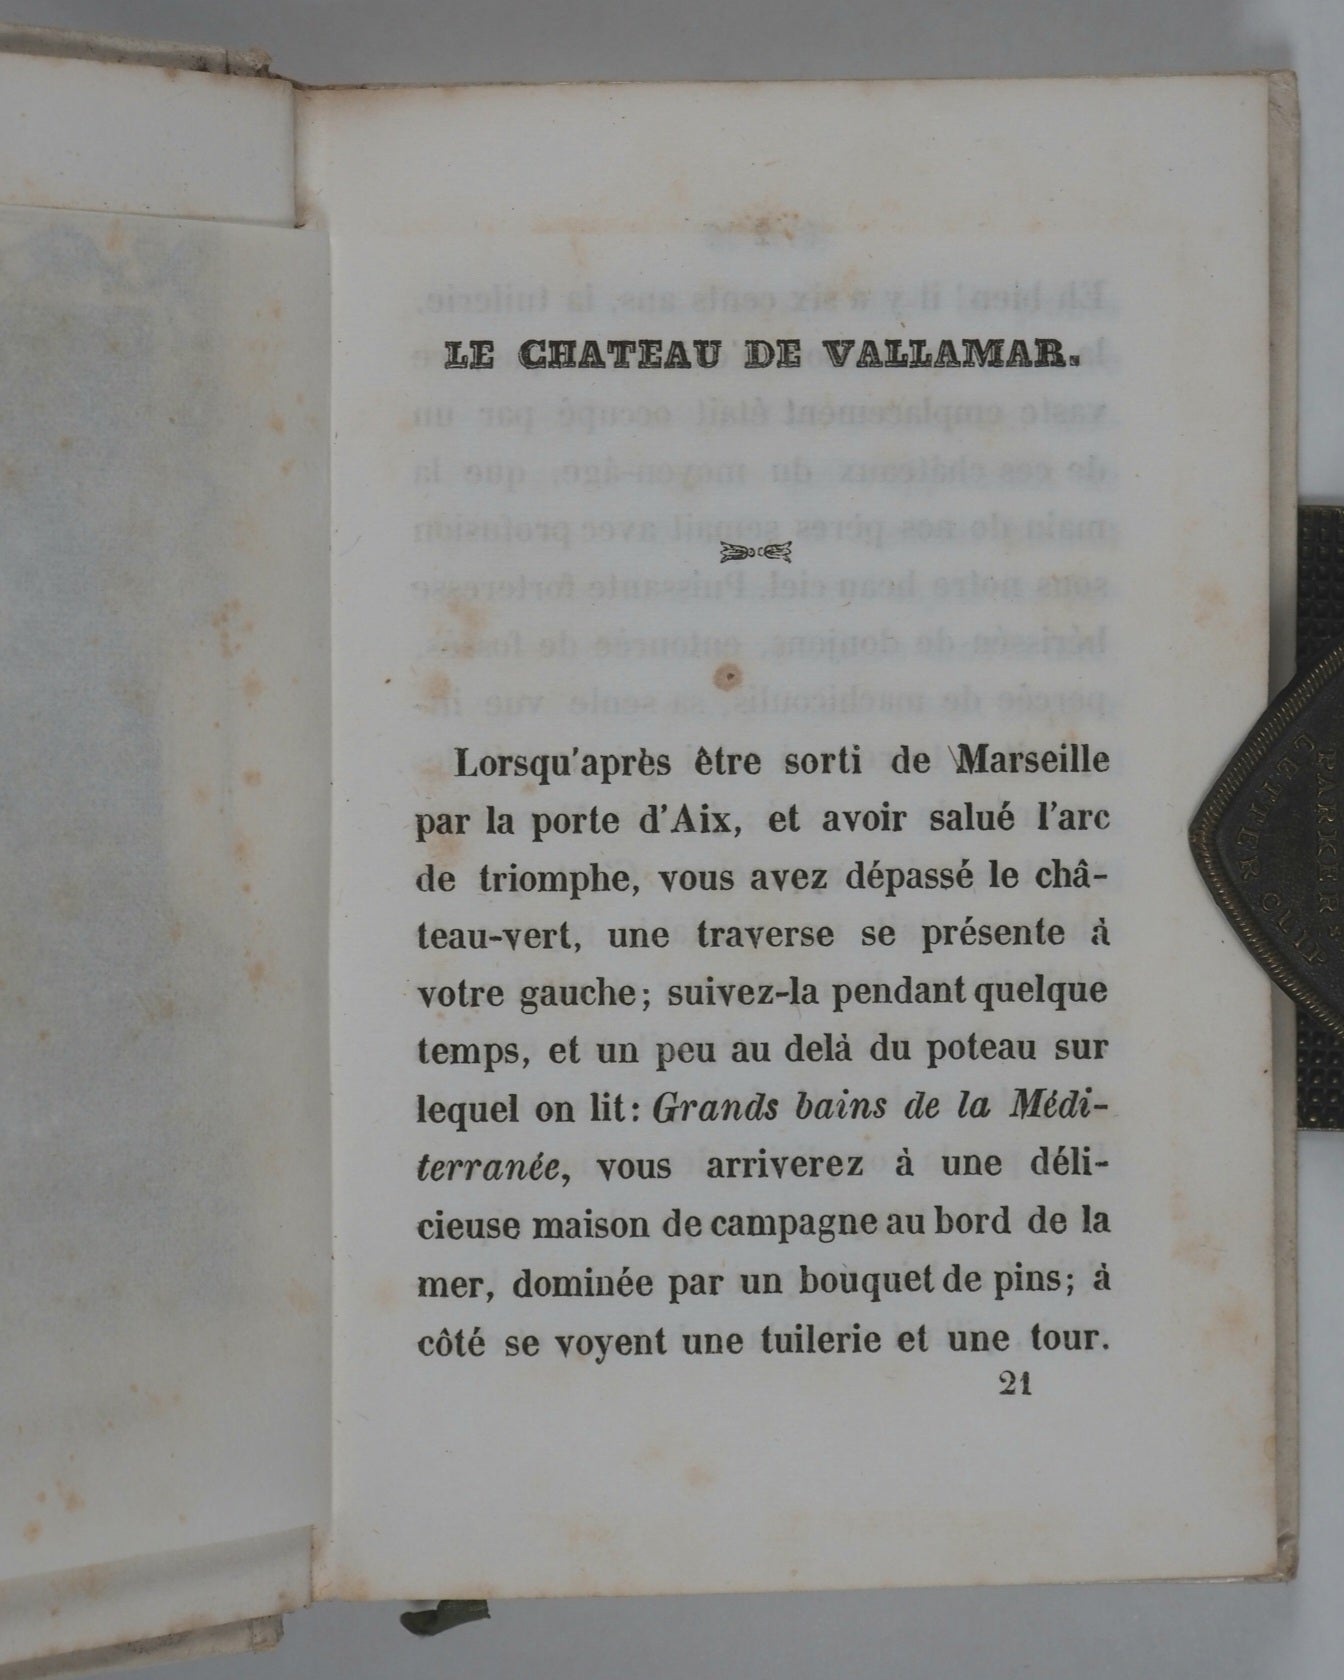 LE CHATEAU DE VALLAMAR.
Lorsqu'après être sorti de Marseille
par la porte d'Aix, et avoir salué l'arc
de triomphe, vous avez dépassé le châ-
teau-vert, une traverse se présente à
votre gauche; suivez-la pendant quelque
temps, et un peu au delà du poteau sur
lequel on lit: Grands bains de la Médi-
terranée, vous arriverez à une déli-
cieuse maison de campagne au bord de la
mer, dominée par un bouquet de pins; à
côté se voyent une tuilerie et une tour.
21
PARKER'S
LETTER CLIP